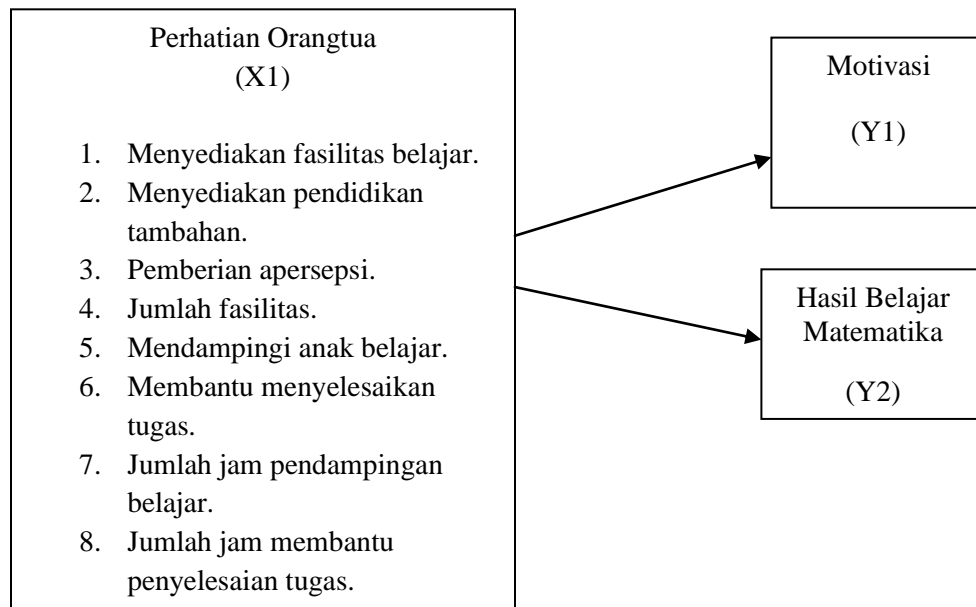 Perhatian Orangtua
(X1)
1. Menyediakan fasilitas belajar.
2. Menyediakan pendidikan
tambahan.
3. Pemberian apersepsi.
4. Jumlah fasilitas.
5. Mendampingi anak belajar.
6. Membantu menyelesaikan
tugas.
7. Jumlah jam pendampingan
belajar.
8. Jumlah jam membantu
penyelesaian tugas.
Motivasi
(Y1)
Hasil Belajar
Matematika
(Y2)